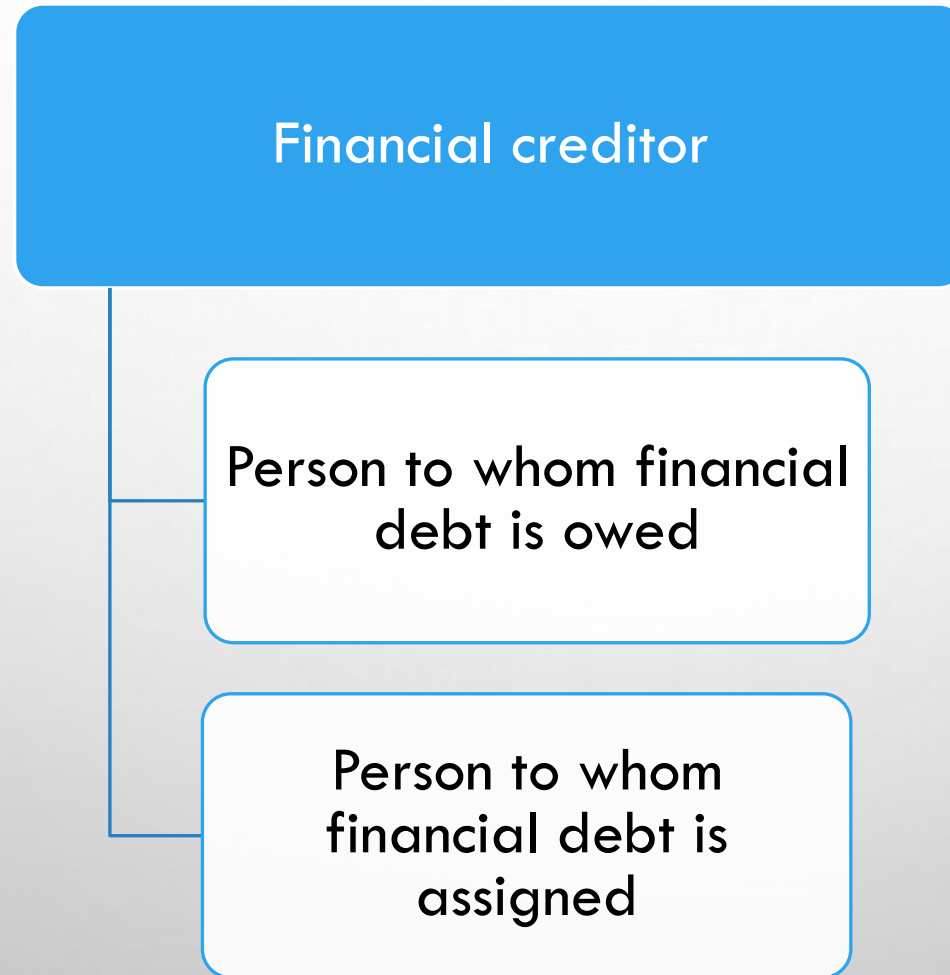 Financial creditor
Person to whom financial
debt is owed
Person to whom
financial debt is
assigned